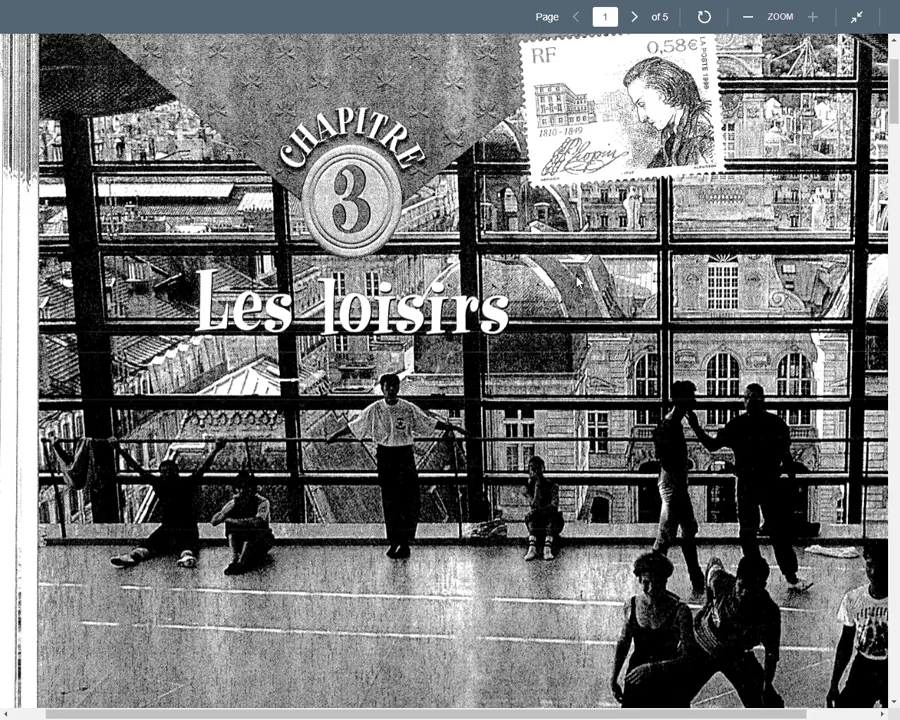 Page
1
of 5
ZOOM
RF
0,58€
LA POSTE 1999
1810 - 1849
Chopin
CHAPITRE
3
Les loisirs